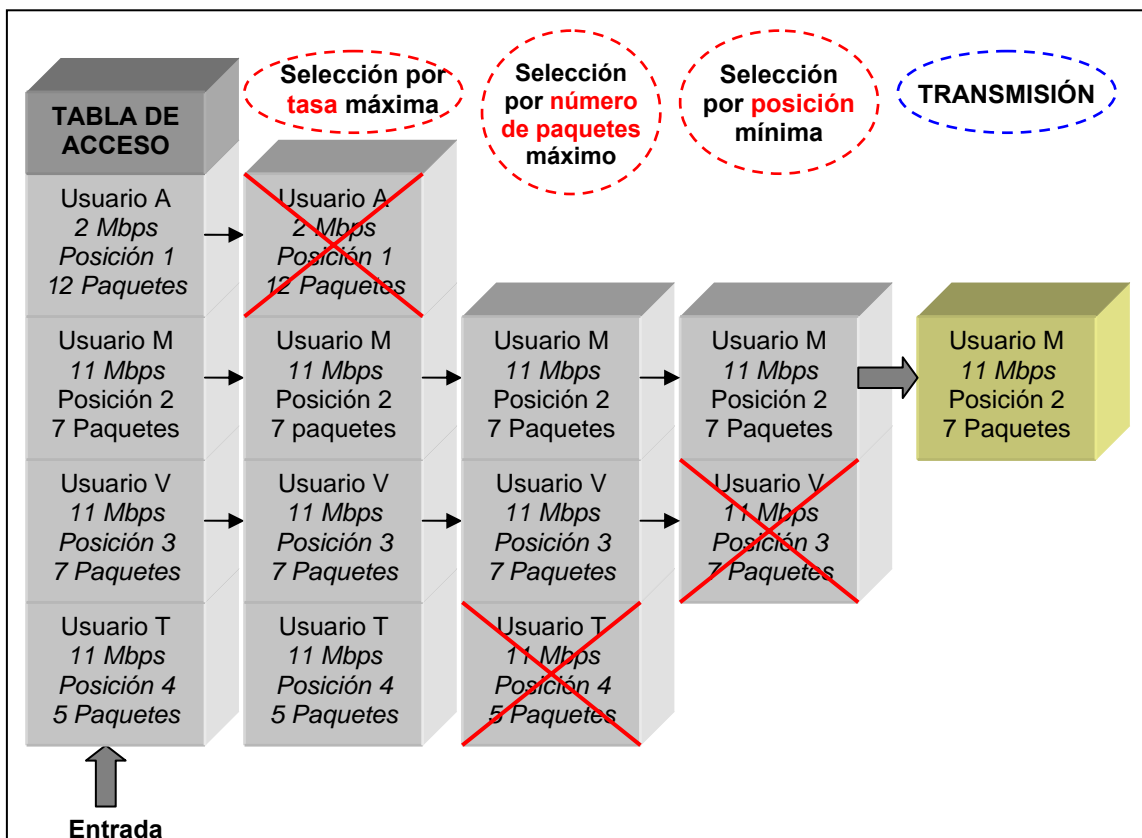 Selección por
tasa máxima
Selección
por número
de paquetes
máximo
Selección
por posición
mínima
TRANSMISIÓN
TABLA DE
ACCESO
Usuario A
2 Mbps
Posición 1
12 Paquetes
Usuario M
11 Mbps
Posición 2
7 Paquetes
Usuario V
11 Mbps
Posición 3
7 Paquetes
Usuario T
11 Mbps
Posición 4
5 Paquetes
Entrada
Usuario A
2 Mbps
Posición 1
12 Paquetes
Usuario M
11 Mbps
Posición 2
7 paquetes
Usuario V
11 Mbps
Posición 3
7 Paquetes
Usuario T
11 Mbps
Posición 4
5 Paquetes
Usuario M
11 Mbps
Posición 2
7 Paquetes
Usuario V
11 Mbps
Posición 3
7 Paquetes
Usuario T
11 Mbps
Posición 4
5 Paquetes
Usuario M
11 Mbps
Posición 2
7 Paquetes
Usuario V
11 Mbps
Posición 3
7 Paquetes
Usuario M
11 Mbps
Posición 2
7 Paquetes